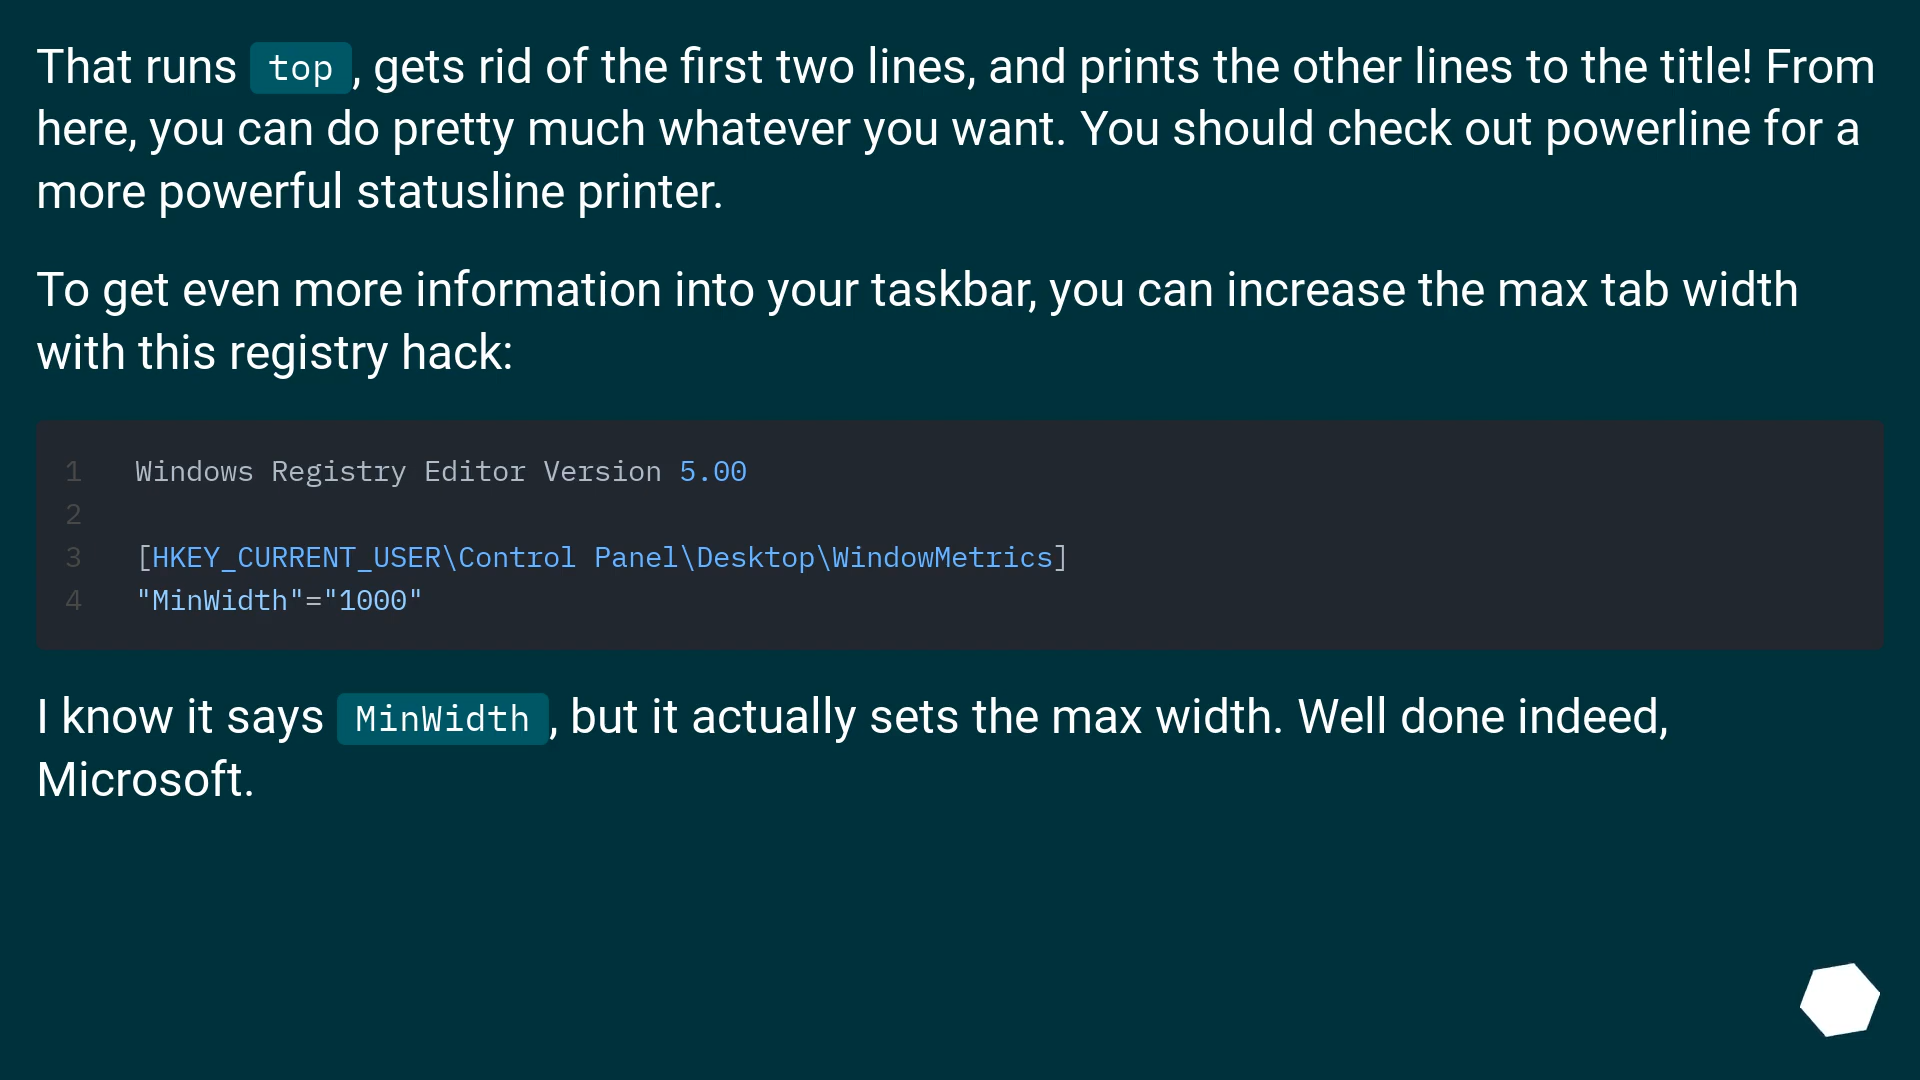 That runs top, gets rid of the first two lines, and prints the other lines to the title! From
here, you can do pretty much whatever you want. You should check out powerline for a
more powerful statusline printer.
To get even more information into your taskbar, you can increase the max tab width
with this registry hack:
1 Windows Registry Editor Version 5.00
2
3 [HKEY_CURRENT_USER\Control Panel\Desktop\WindowMetrics]
4 "MinWidth"="1000"
I know it says MinWidth, but it actually sets the max width. Well done indeed,
Microsoft.